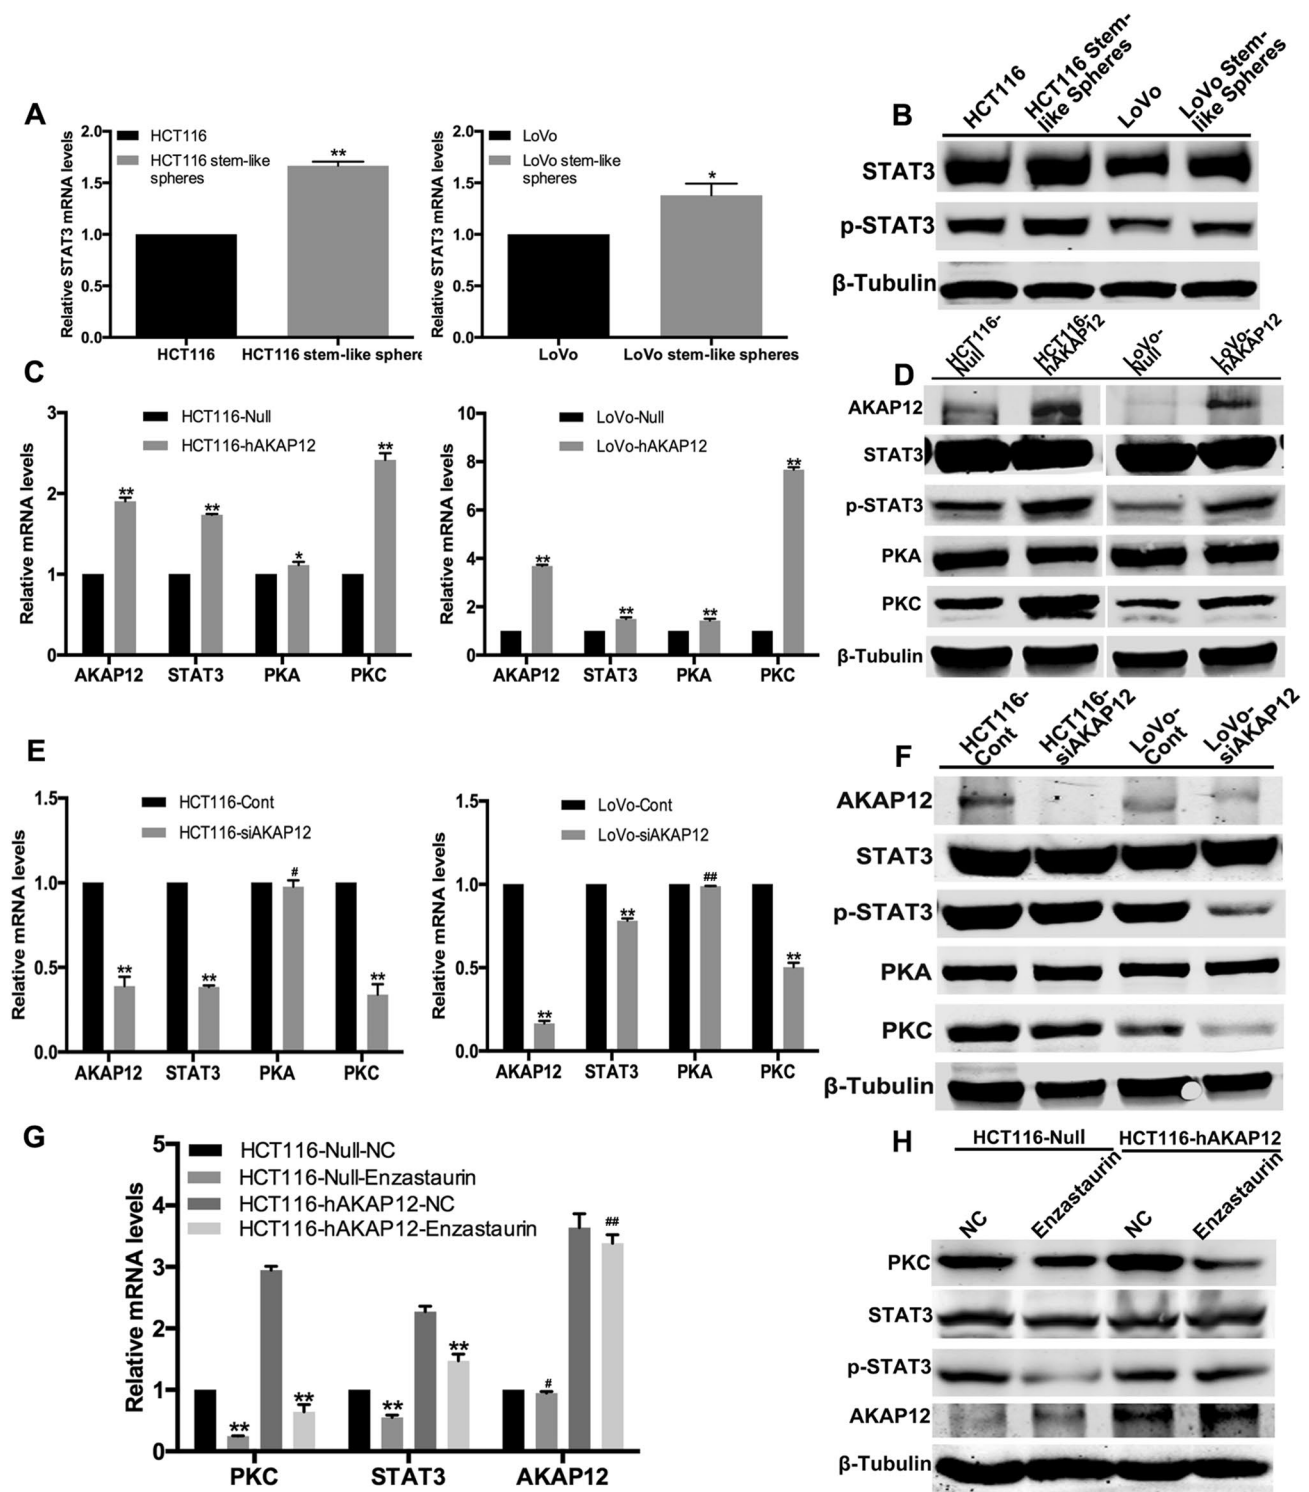 A
Relative STAT3 mRNA levels
2.0
1.5
1.0
0.5
0.0
HCT116
HCT116 stem-like
spheres
**
HCT116
HCT116 stem-like sphere
Relative STAT3 mRNA levels
2.0
1.5
1.0
0.5
0.0
LoVo
LoVo stem-like
spheres
*
LoVo
LoVo stem-like spheres
B
HCT116
HCT116 Stem-
like Spheres
LoVo
LoVo Stem-
like Spheres
STAT3
p-STAT3
β-Tubulin
C
Relative mRNA levels
3
2
1
0
HCT116-Null
HCT116-hAKAP12
**
**
*
**
AKAP12
STAT3
PKA
PKC
Relative mRNA levels
10
8
6
4
2
0
LoVo-Null
LoVo-hAKAP12
**
**
**
**
AKAP12
STAT3
PKA
PKC
D
HCT116-
Null
HCT116-
hAKAP12
LoVo-
Null
LoVo-
hAKAP12
AKAP12
STAT3
p-STAT3
PKA
PKC
β-Tubulin
E
Relative mRNA levels
1.5
1.0
0.5
0.0
HCT116-Cont
HCT116-siAKAP12
**
**
#
**
AKAP12
STAT3
PKA
PKC
Relative mRNA levels
1.5
1.0
0.5
0.0
LoVo-Cont
LoVo-siAKAP12
**
**
##
**
AKAP12
STAT3
PKA
PKC
F
HCT116-
Cont
HCT116-
siAKAP12
LoVo-
Cont
LoVo-
siAKAP12
AKAP12
STAT3
p-STAT3
PKA
PKC
β-Tubulin
G
Relative mRNA levels
5
4
3
2
1
0
HCT116-Null-NC
HCT116-Null-Enzastaurin
HCT116-hAKAP12-NC
HCT116-hAKAP12-Enzastaurin
**
**
**
**
#
##
PKC
STAT3
AKAP12
H
HCT116-Null
HCT116-hAKAP12
NC
Enzastaurin
NC
Enzastaurin
PKC
STAT3
p-STAT3
AKAP12
β-Tubulin